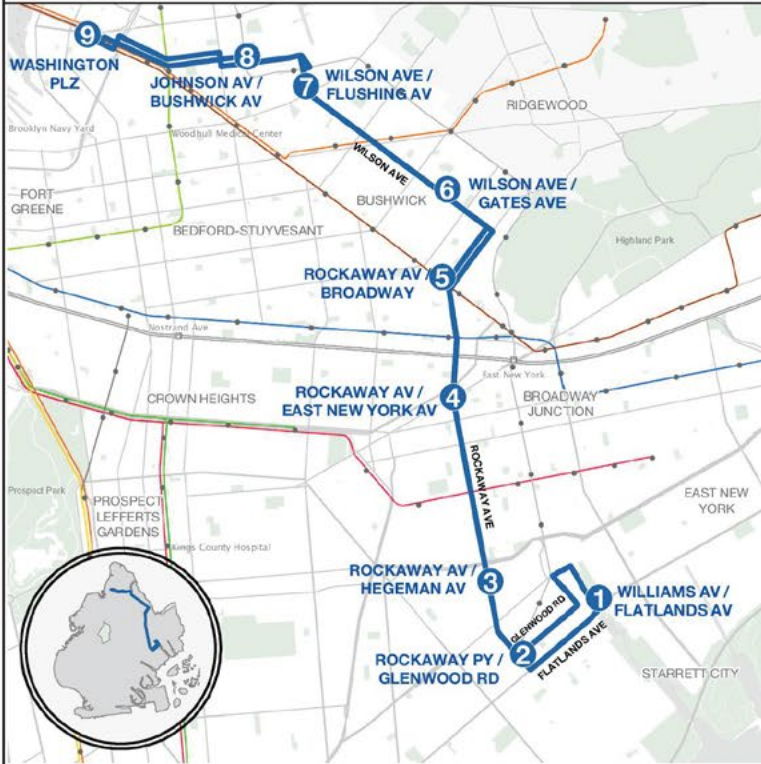 9
WASHINGTON
PLZ
8
JOHNSON AV /
BUSHWICK AV
7
WILSON AVE /
FLUSHING AV
RIDGEWOOD
Brooklyn Navy Yard
Woodhull Medical Center
WILSON AVE
6
WILSON AVE /
GATES AVE
FORT
GREENE
BUSHWICK
BEDFORD-STUYVESANT
Highland Park
ROCKAWAY AV /
BROADWAY
5
Nostrand Ave
East New York
ROCKAWAY AV /
EAST NEW YORK AV
4
CROWN HEIGHTS
BROADWAY
JUNCTION
ROCKAWAY AVE
Prospect Park
PROSPECT
LEFFERTS
GARDENS
EAST NEW
YORK
Kings County Hospital
ROCKAWAY AV /
HEGEMAN AV
3
1
WILLIAMS AV /
FLATLANDS AV
GLENWOOD RD
ROCKAWAY PY /
GLENWOOD RD
2
FLATLANDS AVE
STARRETT CITY